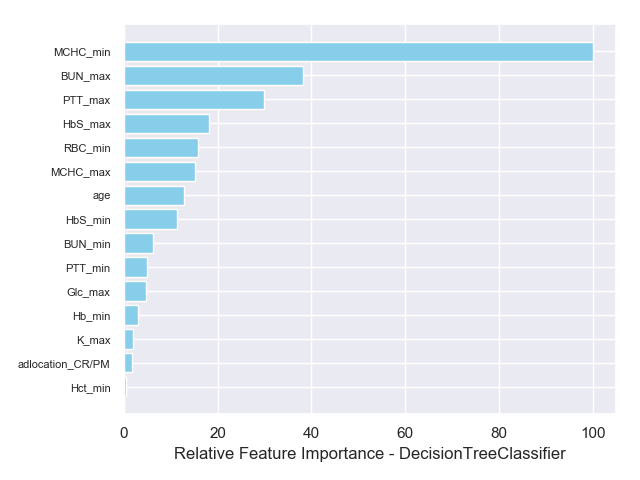 MCHC_min
BUN_max
PTT_max
HbS_max
RBC_min
MCHC_max
age
HbS_min
BUN_min
PTT_min
Glc_max
Hb_min
K_max
adlocation_CR/PM
Hct_min
0 20 40 60 80 100
Relative Feature Importance - DecisionTreeClassifier